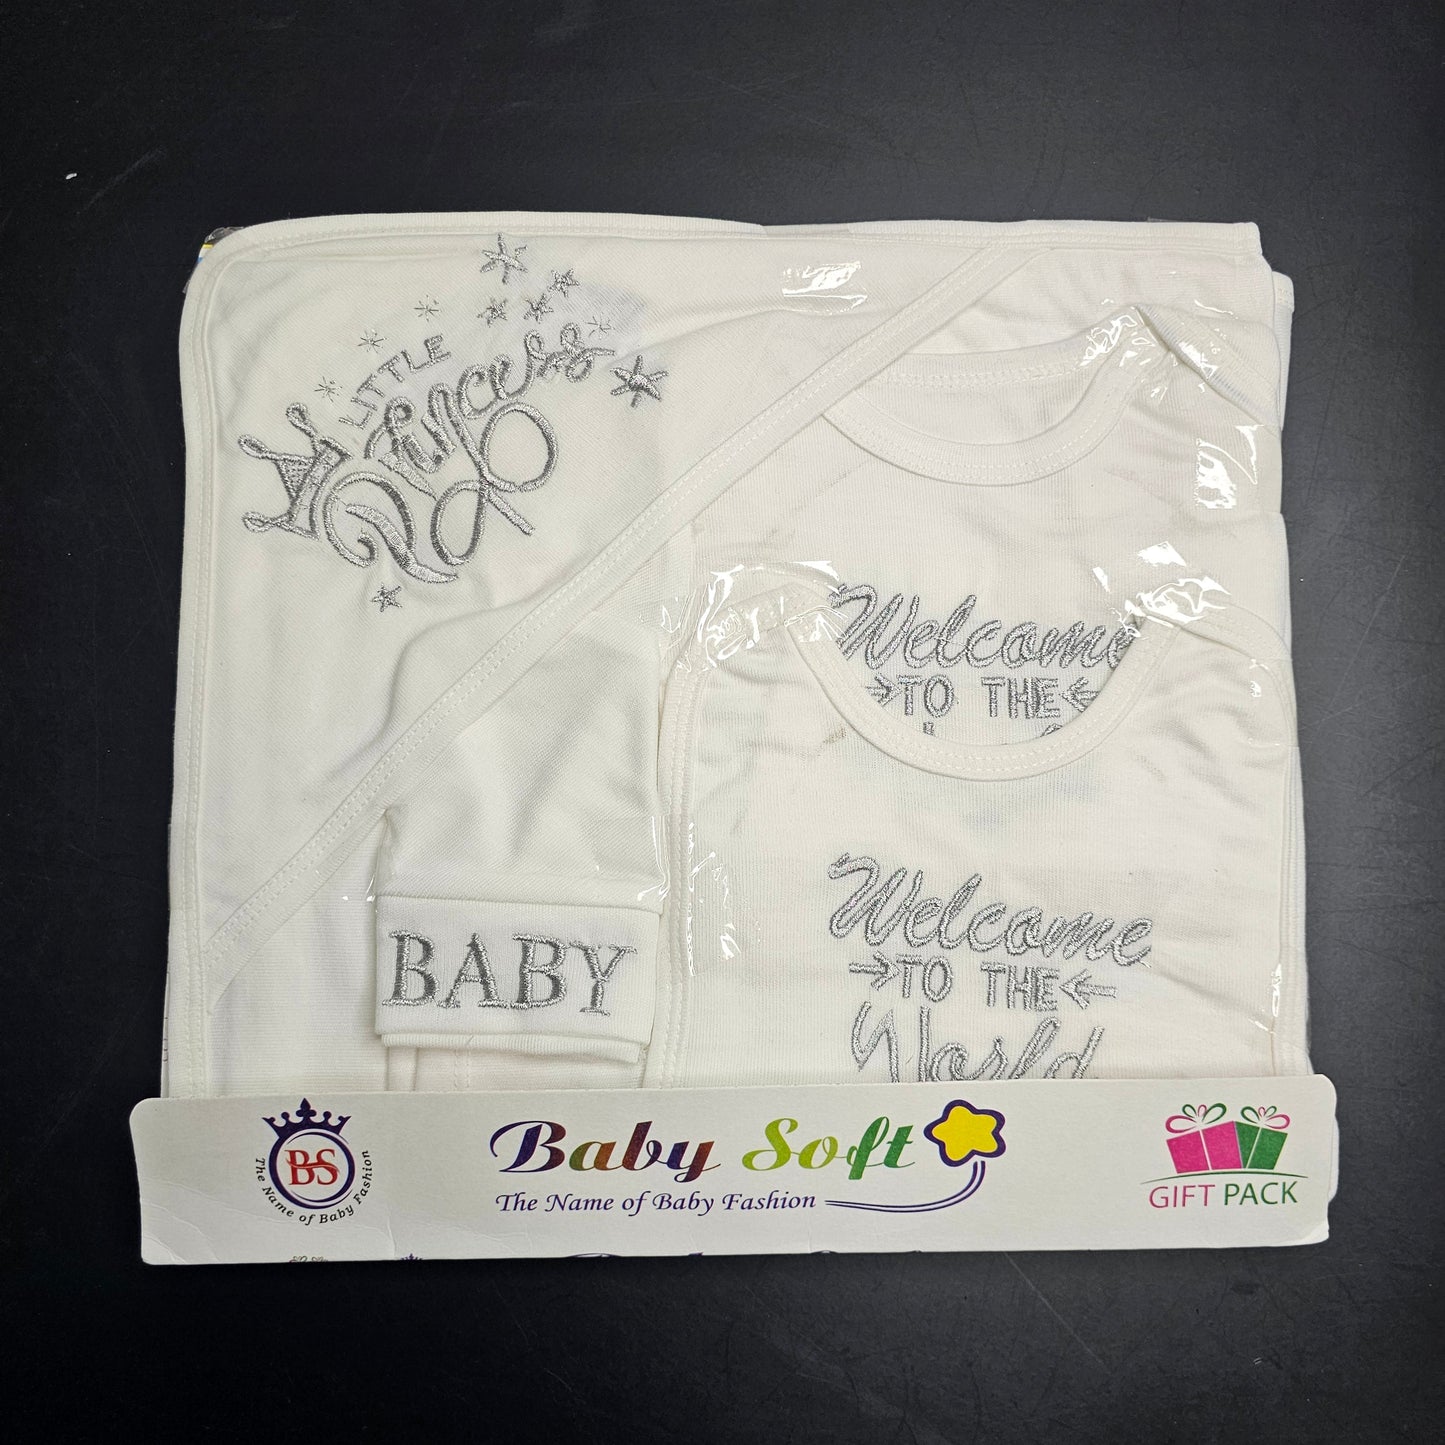 LITTLE
Princess
Welcome
TO THE
Welcome
TO THE
World
BABY
BS
The Name of Baby Fashion
Baby Soft
The Name of Baby Fashion
GIFT PACK